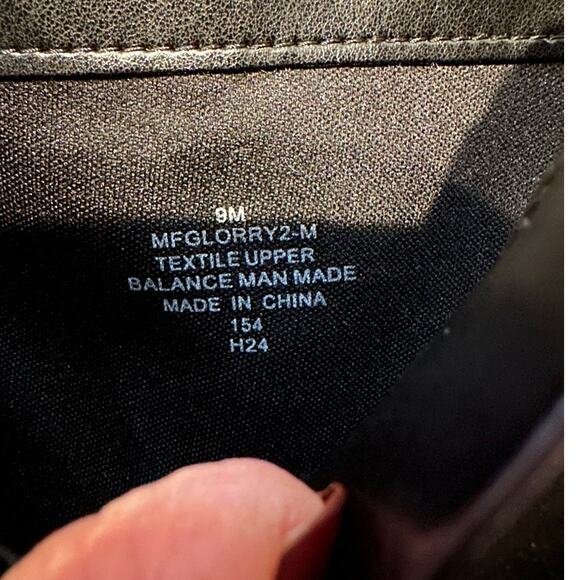 9M
MFGLORRY2-M
TEXTILE UPPER
BALANCE MAN MADE
MADE IN CHINA
154
H24